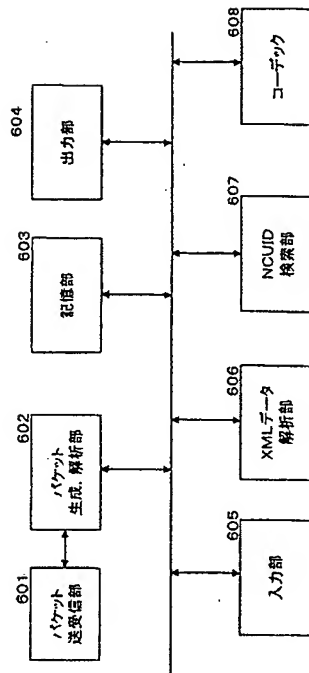 601
パケット
送受信部
602
パケット
生成,解析部
603
記憶部
604
出力部
605
入力部
606
XMLデータ
解析部
607
NCUID
検索部
608
コーデック